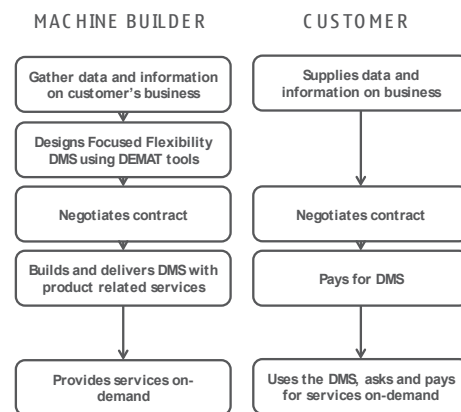 MACHINE BUILDER
Gather data and information
on customer's business
Designs Focused Flexibility
DMS using DEMAT tools
Negotiates contract
Builds and delivers DMS with
product related services
Provides services on-
demand
CUSTOMER
Supplies data and
information on business
Negotiates contract
Pays for DMS
Uses the DMS, asks and pays
for services on-demand